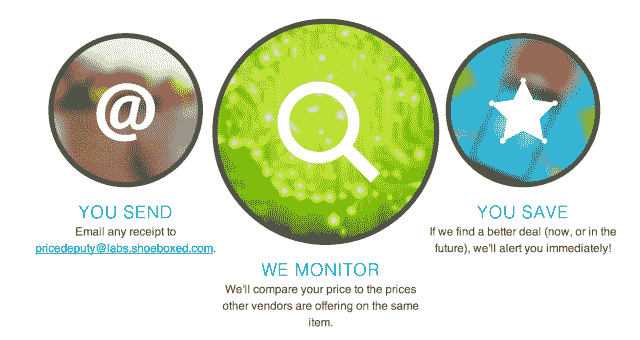 @
YOU SEND
Email any receipt to
pricedeputy@labs.shoeboxed.com.
WE MONITOR
We'll compare your price to the prices
other vendors are offering on the same
item.
YOU SAVE
If we find a better deal (now, or in the
future), we'll alert you immediately!